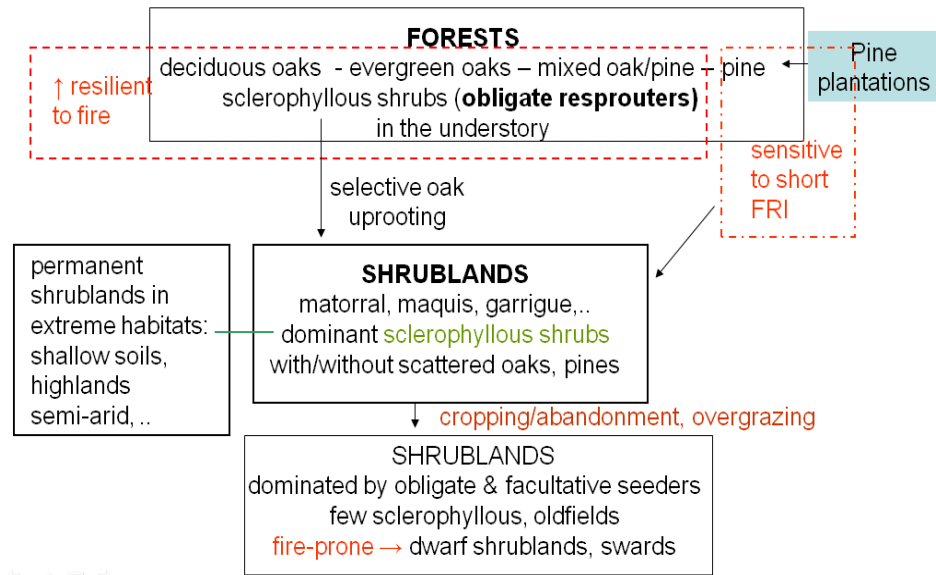 FORESTS
deciduous oaks - evergreen oaks – mixed oak/pine – pine
sclerophyllous shrubs (obligate resprouters)
in the understory
Pine
plantations
↑ resilient
to fire
sensitive
to short
FRI
selective oak
uprooting
permanent
shrublands in
extreme habitats:
shallow soils,
highlands
semi-arid, ..
SHRUBLANDS
matorral, maquis, garrigue,..
dominant sclerophyllous shrubs
with/without scattered oaks, pines
cropping/abandonment, overgrazing
SHRUBLANDS
dominated by obligate & facultative seeders
few sclerophyllous, oldfields
fire-prone → dwarf shrublands, swards